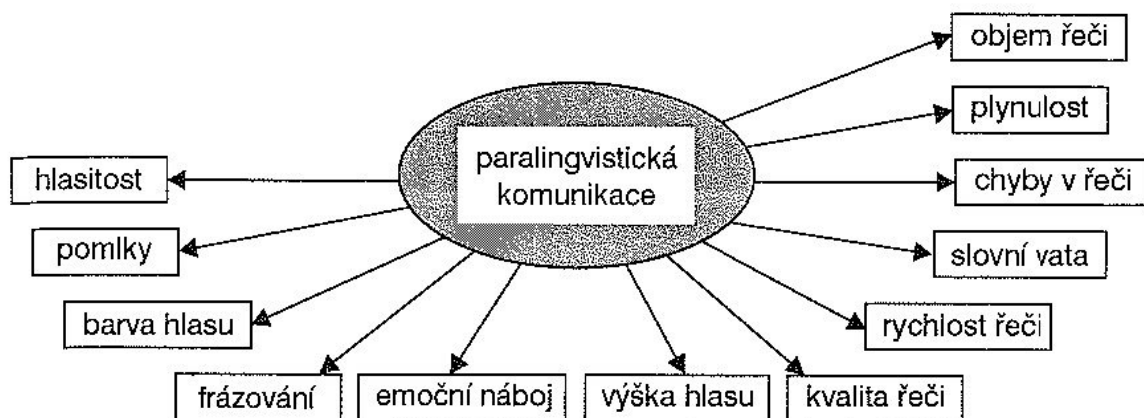 objem řeči
plynulost
paralingvistická
komunikace
hlasitost
chyby v řeči
pomlky
slovní vata
barva hlasu
rychlost řeči
frázování
emoční náboj
výška hlasu
kvalita řeči